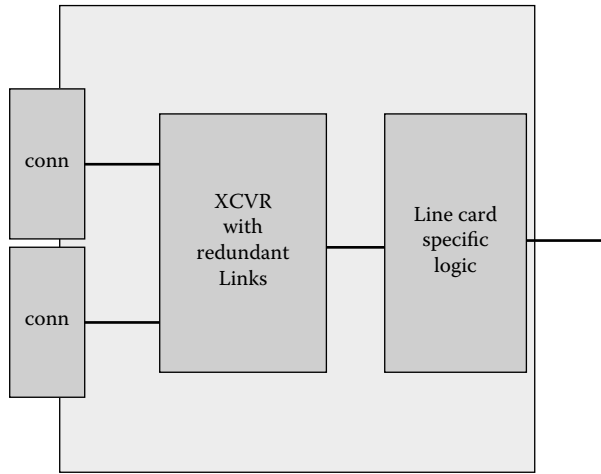 conn
conn
XCVR
with
redundant
Links
Line card
specific
logic